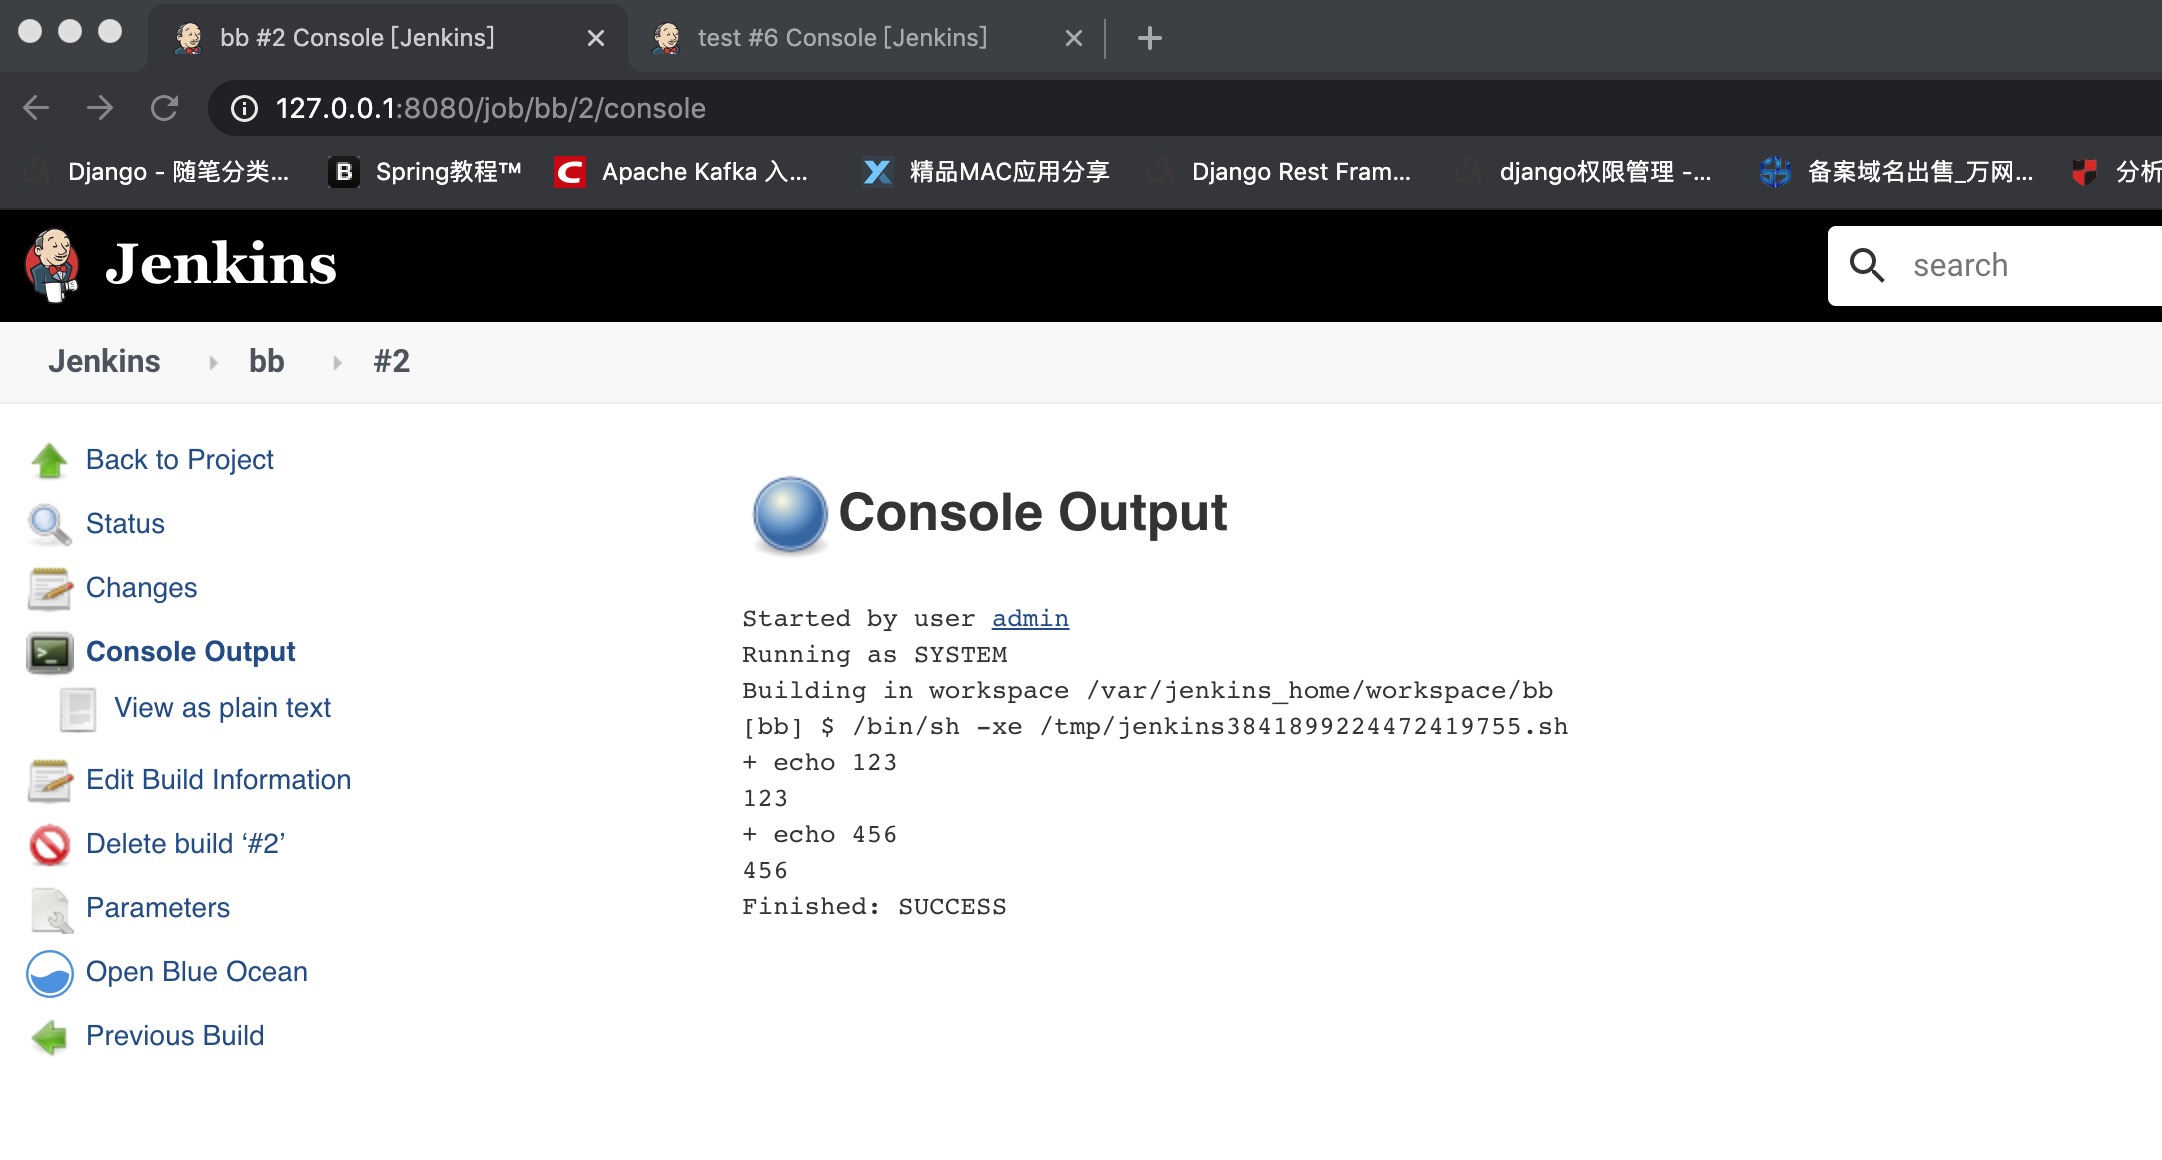 bb #2 Console [Jenkins]
test #6 Console [Jenkins]
127.0.0.1:8080/job/bb/2/console
Django - 随笔分类...
B Spring教程™
C Apache Kafka 入...
精品MAC应用分享
Django Rest Fram...
django权限管理 -...
备案域名出售_万网...
分析
Jenkins
search
Jenkins bb #2
Back to Project
Status
Changes
Console Output
View as plain text
Edit Build Information
Delete build ‘#2’
Parameters
Open Blue Ocean
Previous Build
Console Output
Started by user admin
Running as SYSTEM
Building in workspace /var/jenkins_home/workspace/bb
[bb] $ /bin/sh -xe /tmp/jenkins3841899224472419755.sh
+ echo 123
123
+ echo 456
456
Finished: SUCCESS